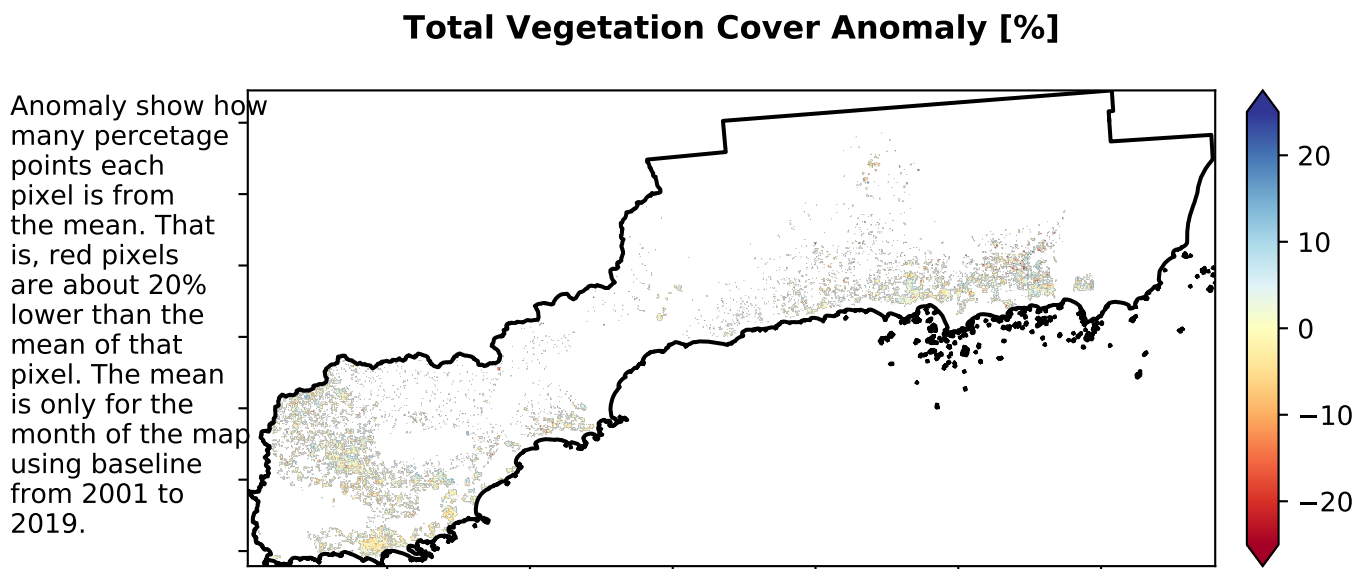 Total Vegetation Cover Anomaly [%]
Anomaly show how
many percetage
points each
pixel is from
the mean. That
is, red pixels
are about 20%
lower than the
mean of that
pixel. The mean
is only for the
month of the map
using baseline
from 2001 to
2019.
20
10
0
−10
−20